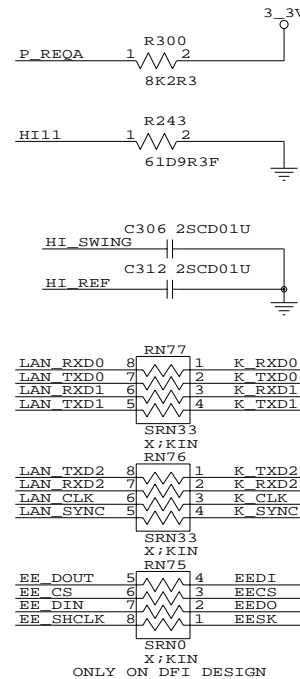 3_3V
R300
P_REQA 1 2
8K2R3
R243
HI11 1 2
61D9R3F
C306 2SCD01U
HI_SWING
C312 2SCD01U
HI_REF
RN77
LAN_RXD0 8 1 K_RXD0
LAN_TXD0 7 2 K_TXD0
LAN_RXD1 6 3 K_RXD1
LAN_TXD1 5 4 K_TXD1
SRN33
X;KIN
RN76
LAN_TXD2 8 1 K_TXD2
LAN_RXD2 7 2 K_RXD2
LAN_CLK 6 3 K_CLK
LAN_SYNC 5 4 K_SYNC
SRN33
X;KIN
RN75
EE_DOUT 5 4 EEDI
EE_CS 6 3 EECS
EE_DIN 7 2 EEDO
EE_SHCLK 8 1 EESK
SRN0
X;KIN
ONLY ON DFI DESIGN